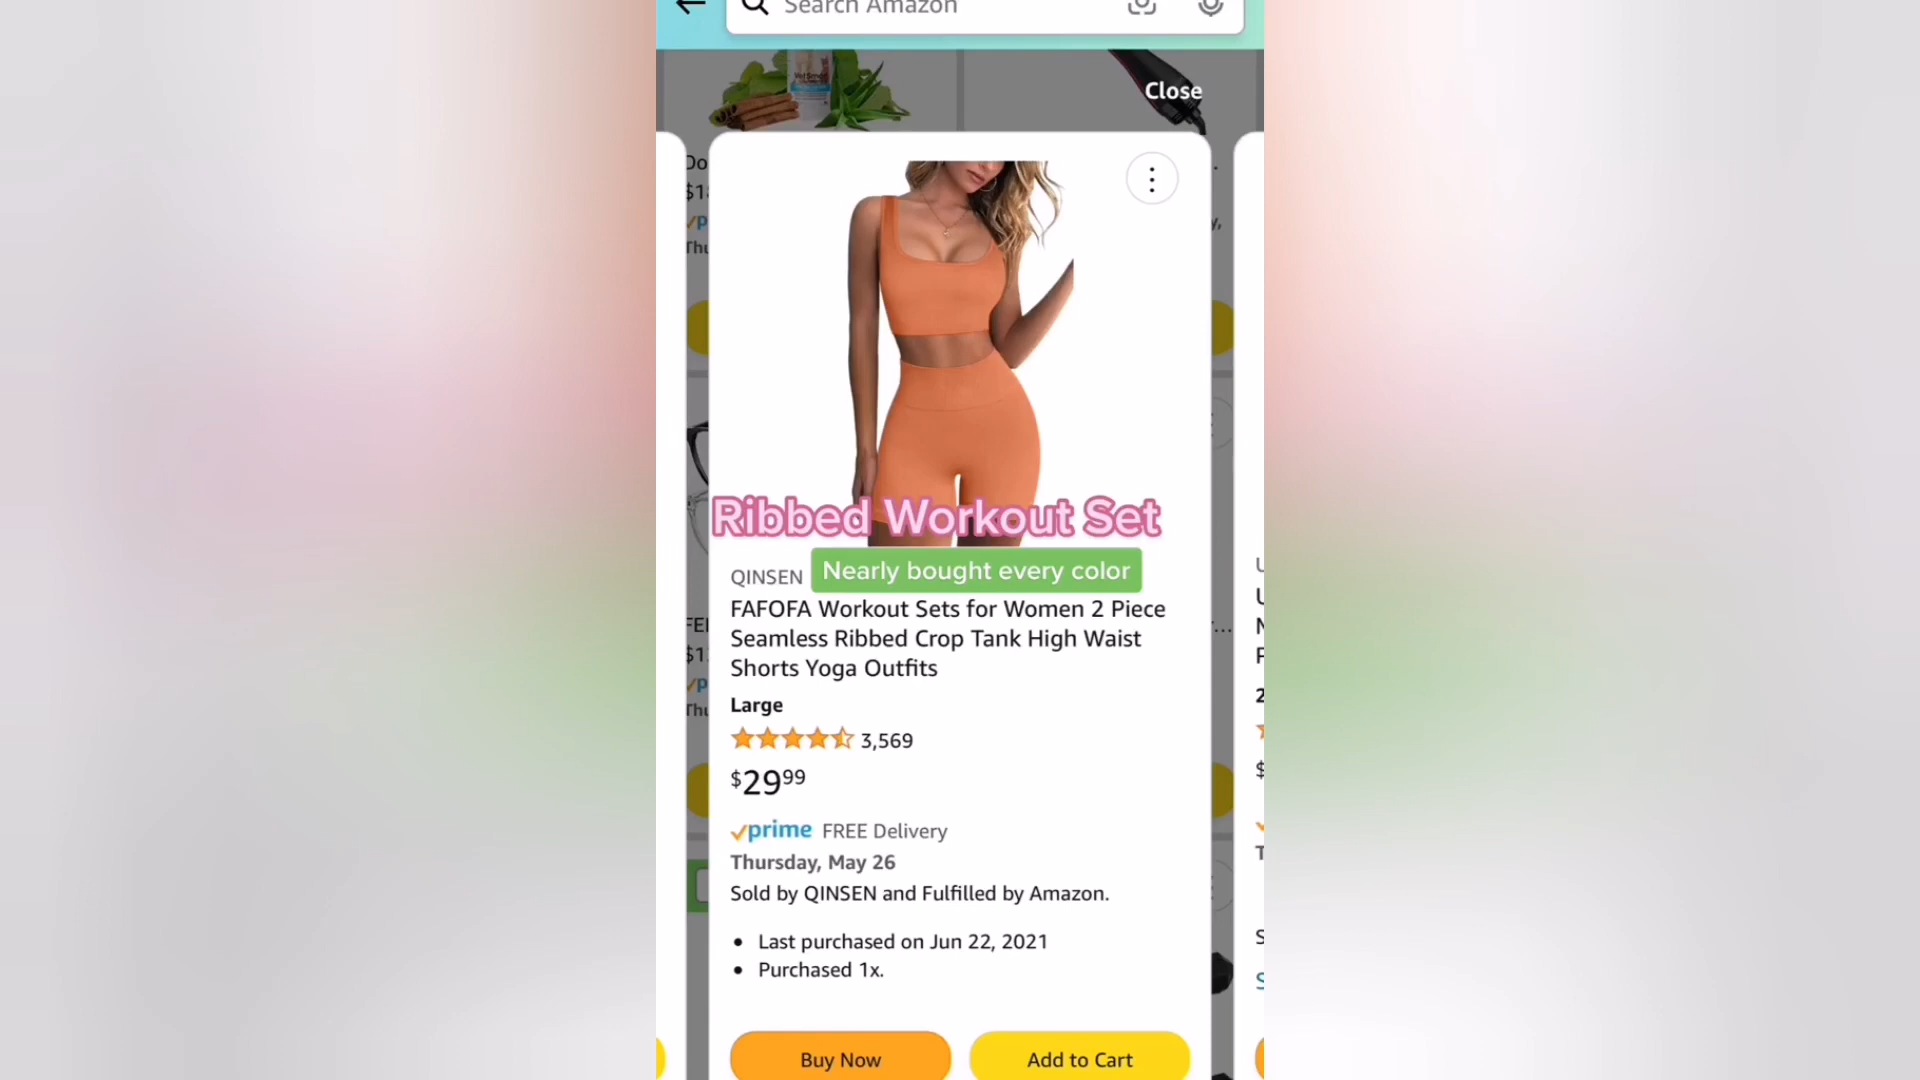 Search Amazon
Close
Ribbed Workout Set
QINSEN
Nearly bought every color
FAFOFA Workout Sets for Women 2 Piece
Seamless Ribbed Crop Tank High Waist
Shorts Yoga Outfits
Large
3,569
$29.99
prime FREE Delivery
Thursday, May 26
Sold by QINSEN and Fulfilled by Amazon.
• Last purchased on Jun 22, 2021
• Purchased 1x.
Buy Now
Add to Cart